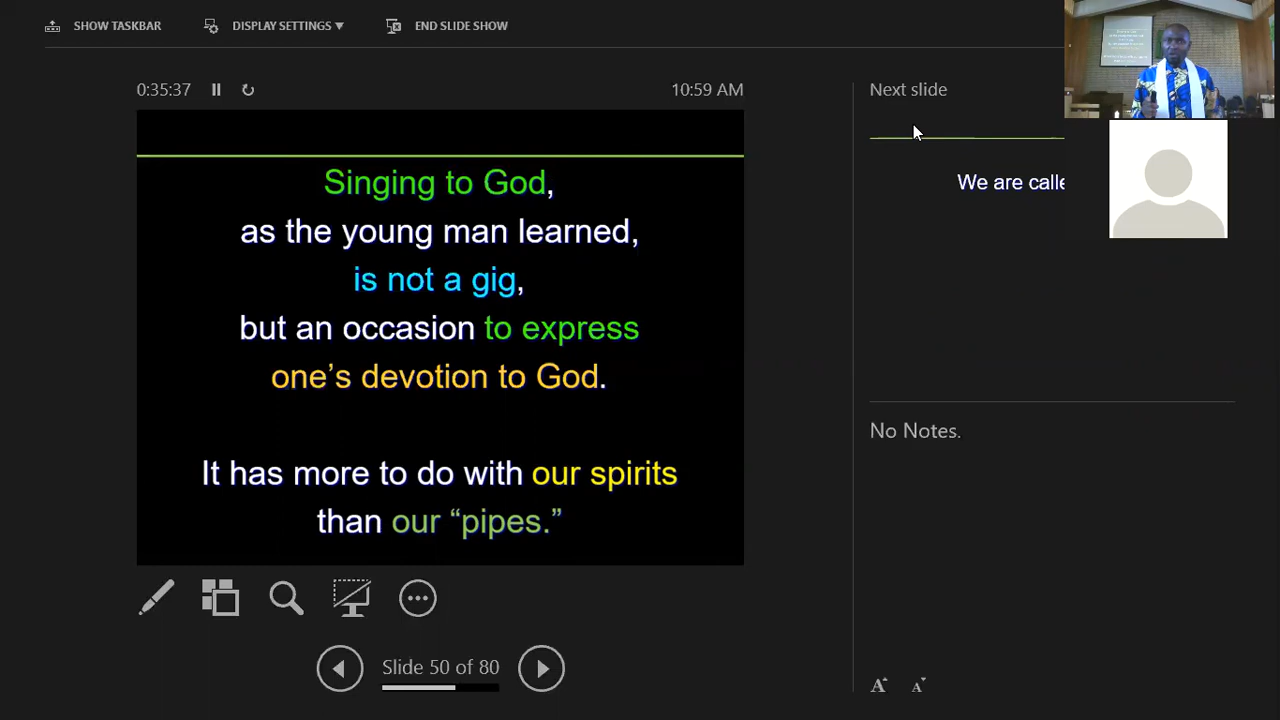 SHOW TASKBAR
DISPLAY SETTINGS
END SLIDE SHOW
0:35:37
10:59 AM
Next slide
Singing to God,
as the young man learned,
is not a gig,
but an occasion to express
one’s devotion to God.
It has more to do with our spirits
than our “pipes.”
We are calle
No Notes.
Slide 50 of 80
A A